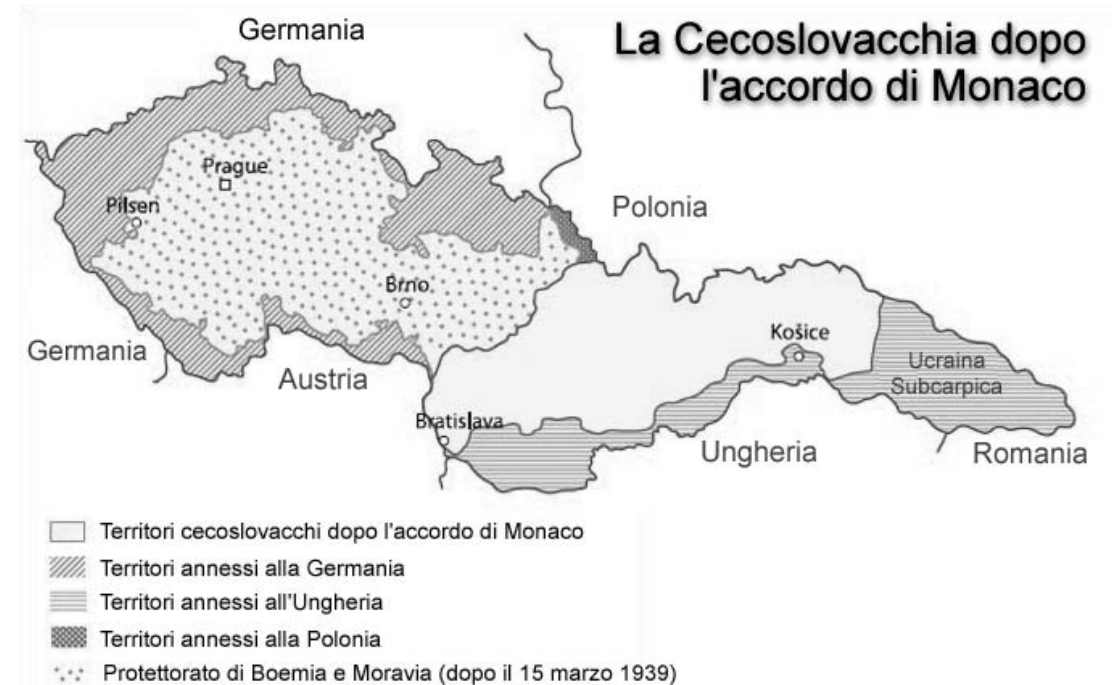 Germania
La Cecoslovacchia dopo
l'accordo di Monaco
Prague
Pilsen
Polonia
Brno
Germania
Austria
Košice
Ucraina
Subcarpica
Bratislava
Ungheria
Romania
Territori cecoslovacchi dopo l'accordo di Monaco
Territori annessi alla Germania
Territori annessi all'Ungheria
Territori annessi alla Polonia
Protettorato di Boemia e Moravia (dopo il 15 marzo 1939)